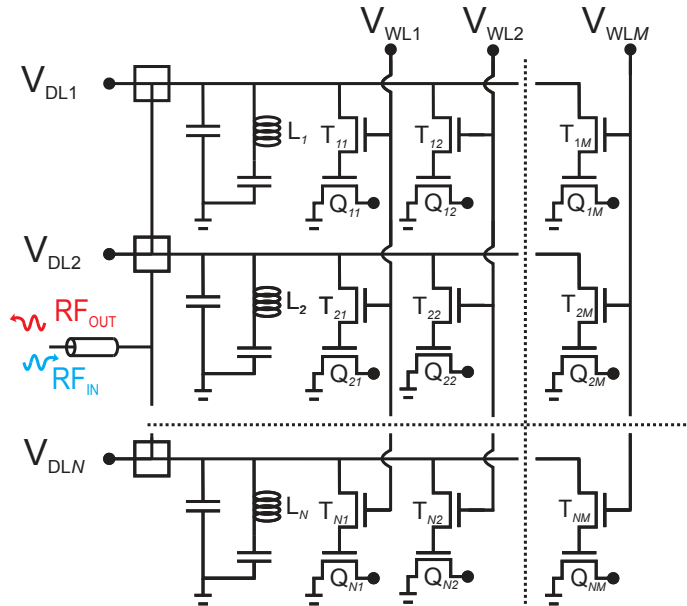 V_WL1 V_WL2 V_WLM
V_DL1
L_1 T_11 T_12 T_1M
Q_11 Q_12 Q_1M
V_DL2
L_2 T_21 T_22 T_2M
RF_OUT
Q_21 Q_22 Q_2M
RF_IN
V_DLN
L_N T_N1 T_N2 T_NM
Q_N1 Q_N2 Q_NM